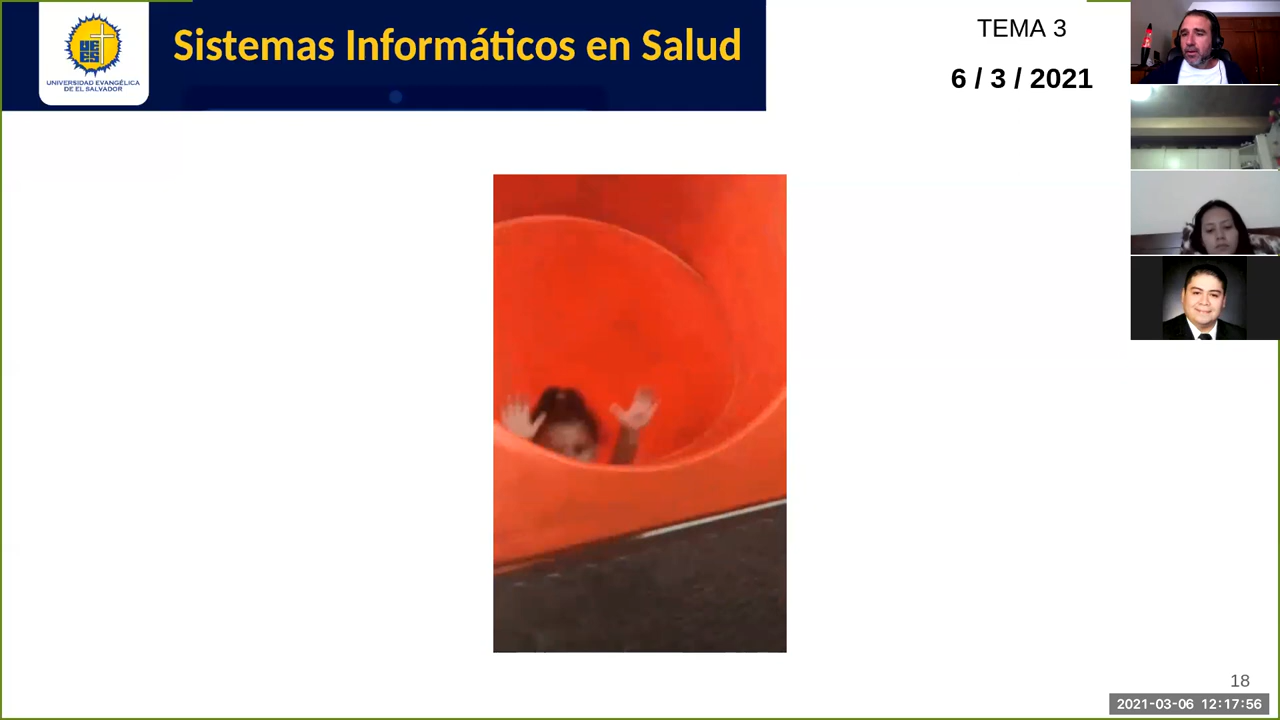 Sistemas Informáticos en Salud
UNIVERSIDAD EVANGÉLICA
DE EL SALVADOR
TEMA 3
6 / 3 / 2021
18
2021-03-06 12:17:56